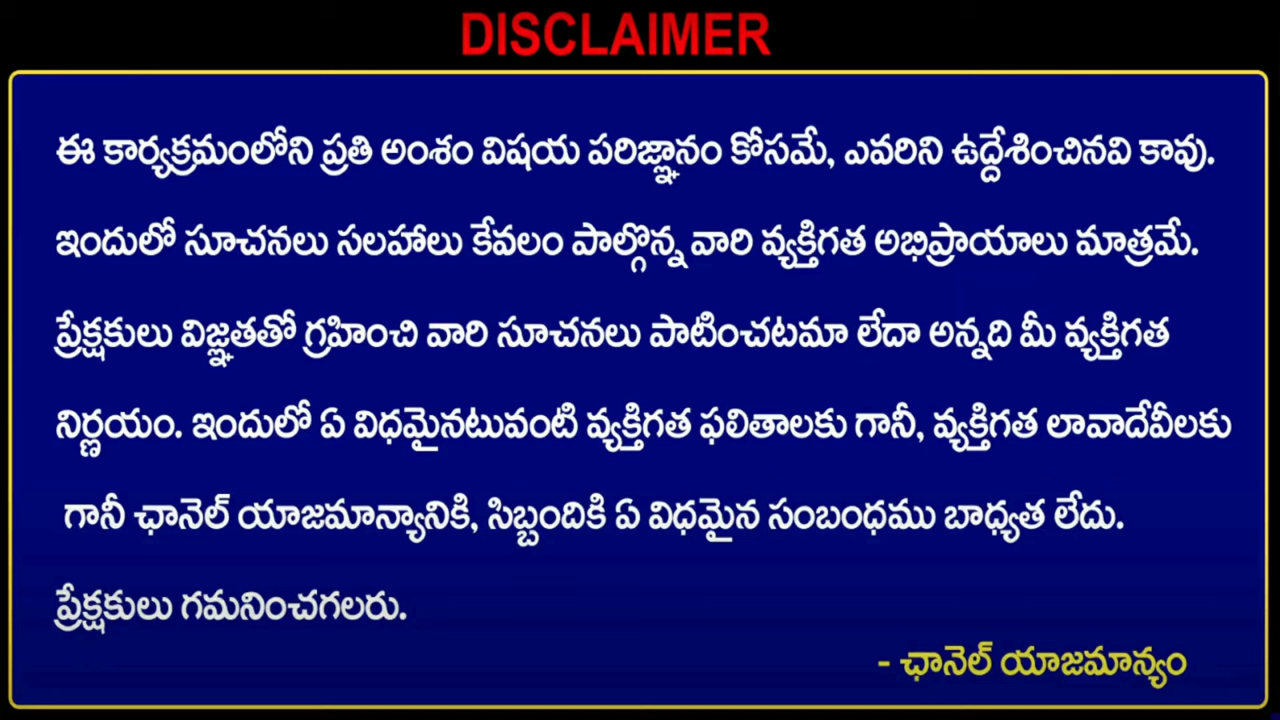 DISCLAIMER
ఈ కార్యక్రమంలోని ప్రతి అంశం విషయ పరిజ్ఞానం కోసమే, ఎవరిని ఉద్దేశించినవి కావు.
ఇందులో సూచనలు సలహాలు కేవలం పాల్గొన్న వారి వ్యక్తిగత అభిప్రాయాలు మాత్రమే.
ప్రేక్షకులు విజ్ఞతతో గ్రహించి వారి సూచనలు పాటించటమా లేదా అన్నది మీ వ్యక్తిగత
నిర్ణయం. ఇందులో ఏ విధమైనటువంటి వ్యక్తిగత ఫలితాలకు గానీ, వ్యక్తిగత లావాదేవీలకు
గానీ ఛానెల్ యాజమాన్యానికి, సిబ్బందికి ఏ విధమైన సంబంధము బాధ్యత లేదు.
ప్రేక్షకులు గమనించగలరు.
- ఛానెల్ యాజమాన్యం